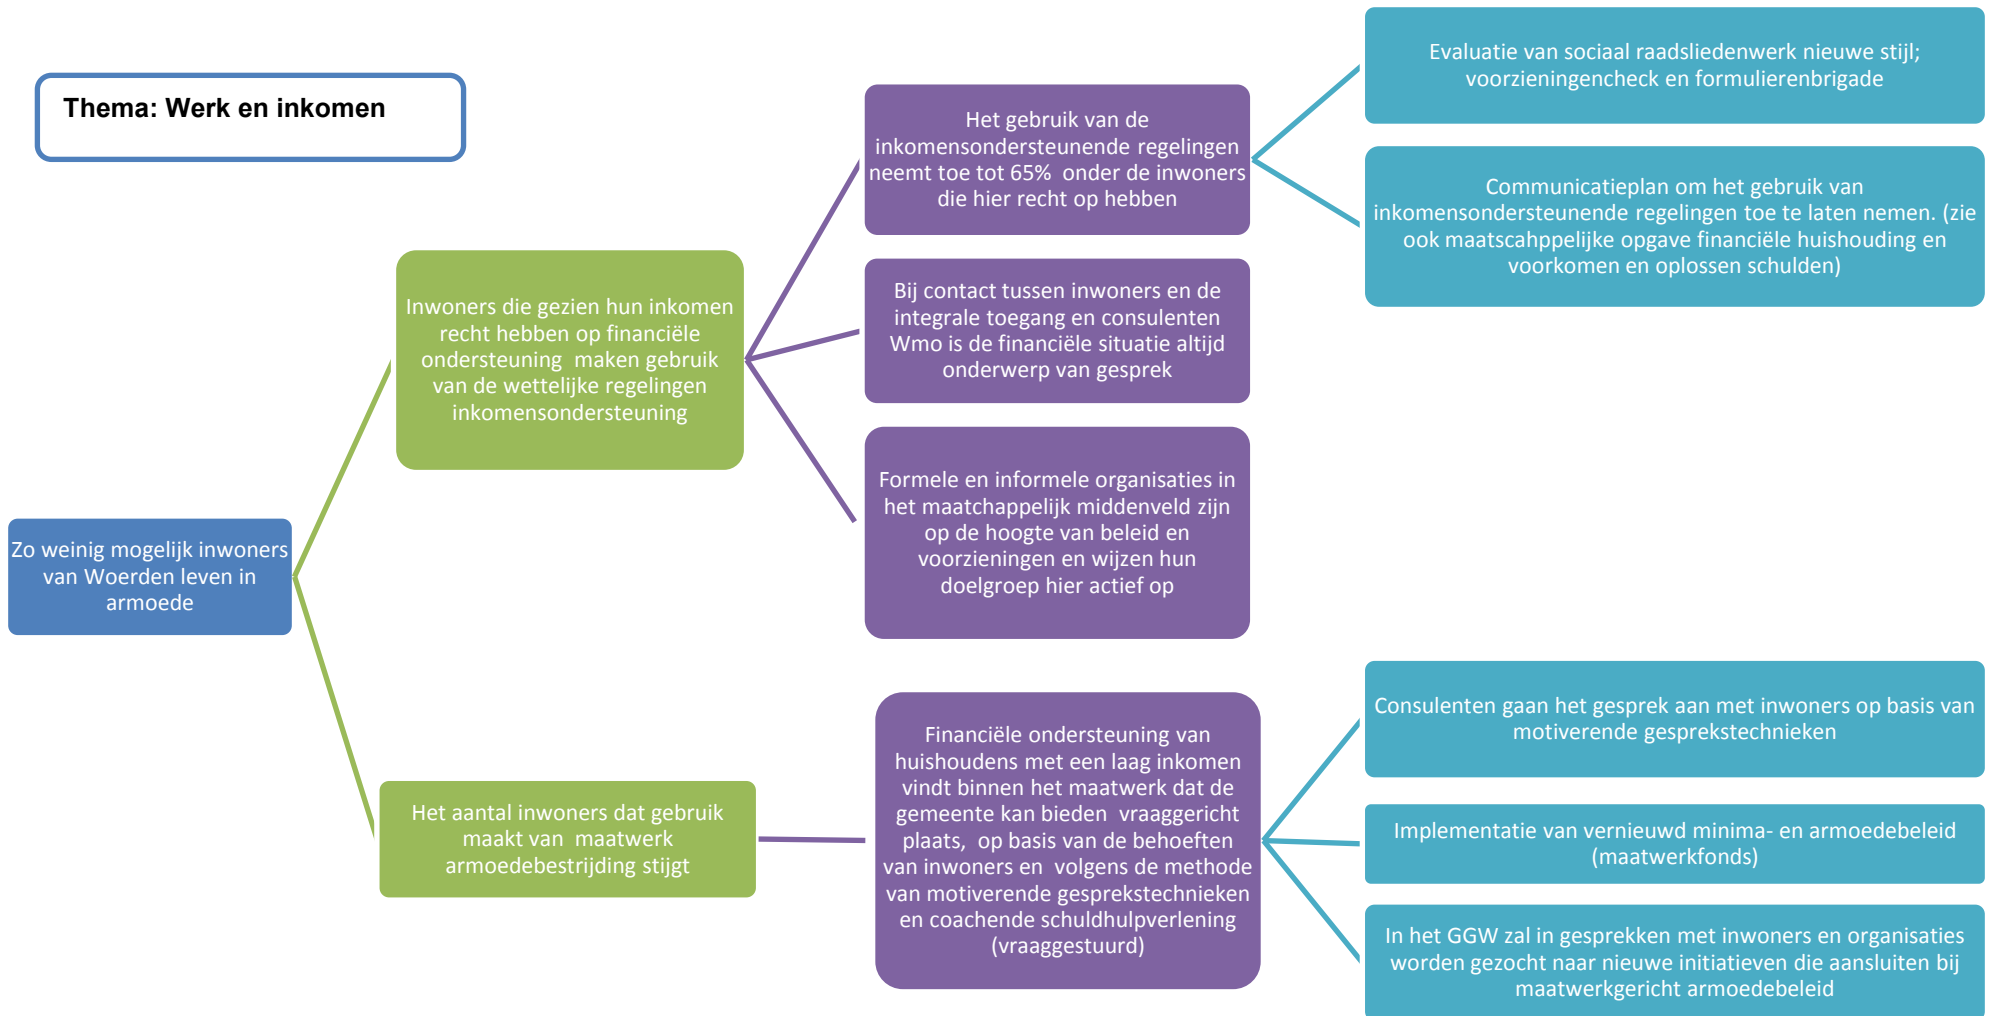 Thema: Werk en inkomen
Zo weinig mogelijk inwoners
van Woerden leven in
armoede
Inwoners die gezien hun inkomen
recht hebben op financiële
ondersteuning maken gebruik
van de wettelijke regelingen
inkomensondersteuning
Het aantal inwoners dat gebruik
maakt van maatwerk
armoedebestrijding stijgt
Het gebruik van de
inkomensondersteunende regelingen
neemt toe tot 65% onder de inwoners
die hier recht op hebben
Bij contact tussen inwoners en de
integrale toegang en consulenten
Wmo is de financiële situatie altijd
onderwerp van gesprek
Formele en informele organisaties in
het maatchappelijk middenveld zijn
op de hoogte van beleid en
voorzieningen en wijzen hun
doelgroep hier actief op
Financiële ondersteuning van
huishoudens met een laag inkomen
vindt binnen het maatwerk dat de
gemeente kan bieden vraaggericht
plaats, op basis van de behoeften
van inwoners en volgens de methode
van motiverende gesprekstechnieken
en coachende schuldhulpverlening
(vraaggestuurd)
Evaluatie van sociaal raadsliedenwerk nieuwe stijl;
voorzieningencheck en formulierenbrigade
Communicatieplan om het gebruik van
inkomensondersteunende regelingen toe te laten nemen. (zie
ook maatscahppelijke opgave financiële huishouding en
voorkomen en oplossen schulden)
Consulenten gaan het gesprek aan met inwoners op basis van
motiverende gesprekstechnieken
Implementatie van vernieuwd minima- en armoedebeleid
(maatwerkfonds)
In het GGW zal in gesprekken met inwoners en organisaties
worden gezocht naar nieuwe initiatieven die aansluiten bij
maatwerkgericht armoedebeleid